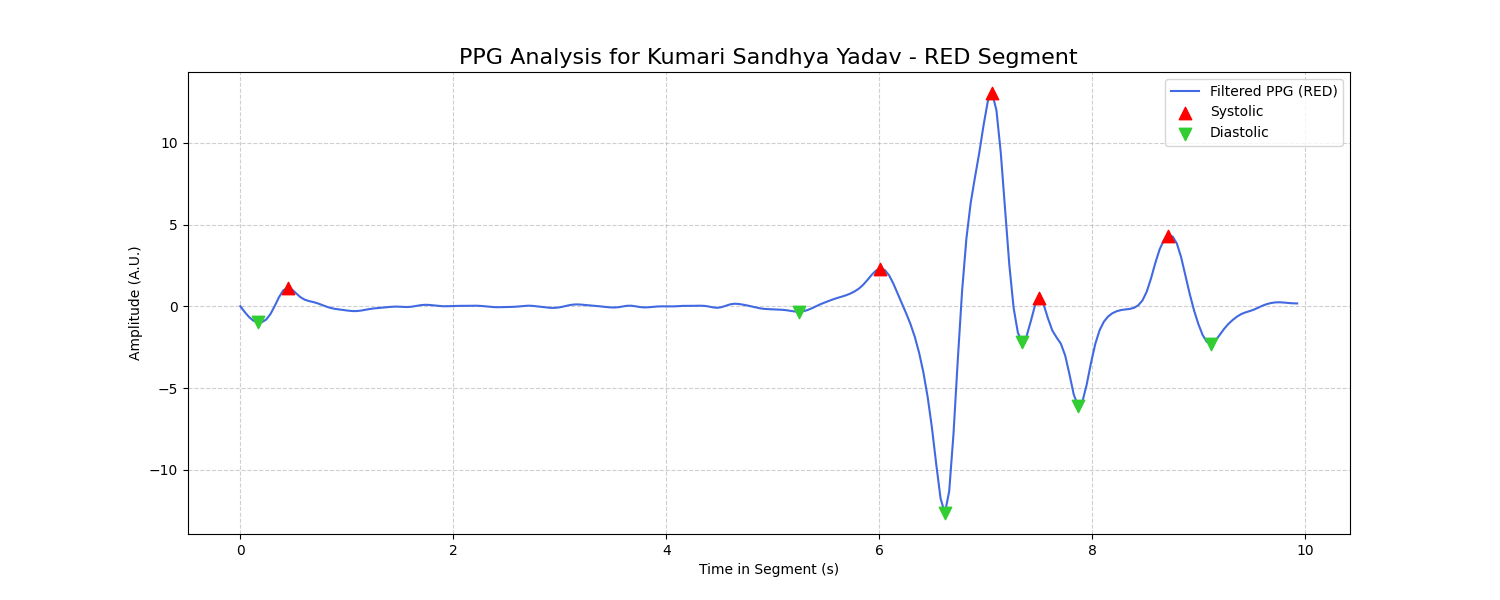 PPG Analysis for Kumari Sandhya Yadav - RED Segment
Filtered PPG (RED)
Systolic
Diastolic
Amplitude (A.U.)
10
5
0
−5
−10
0 2 4 6 8 10
Time in Segment (s)